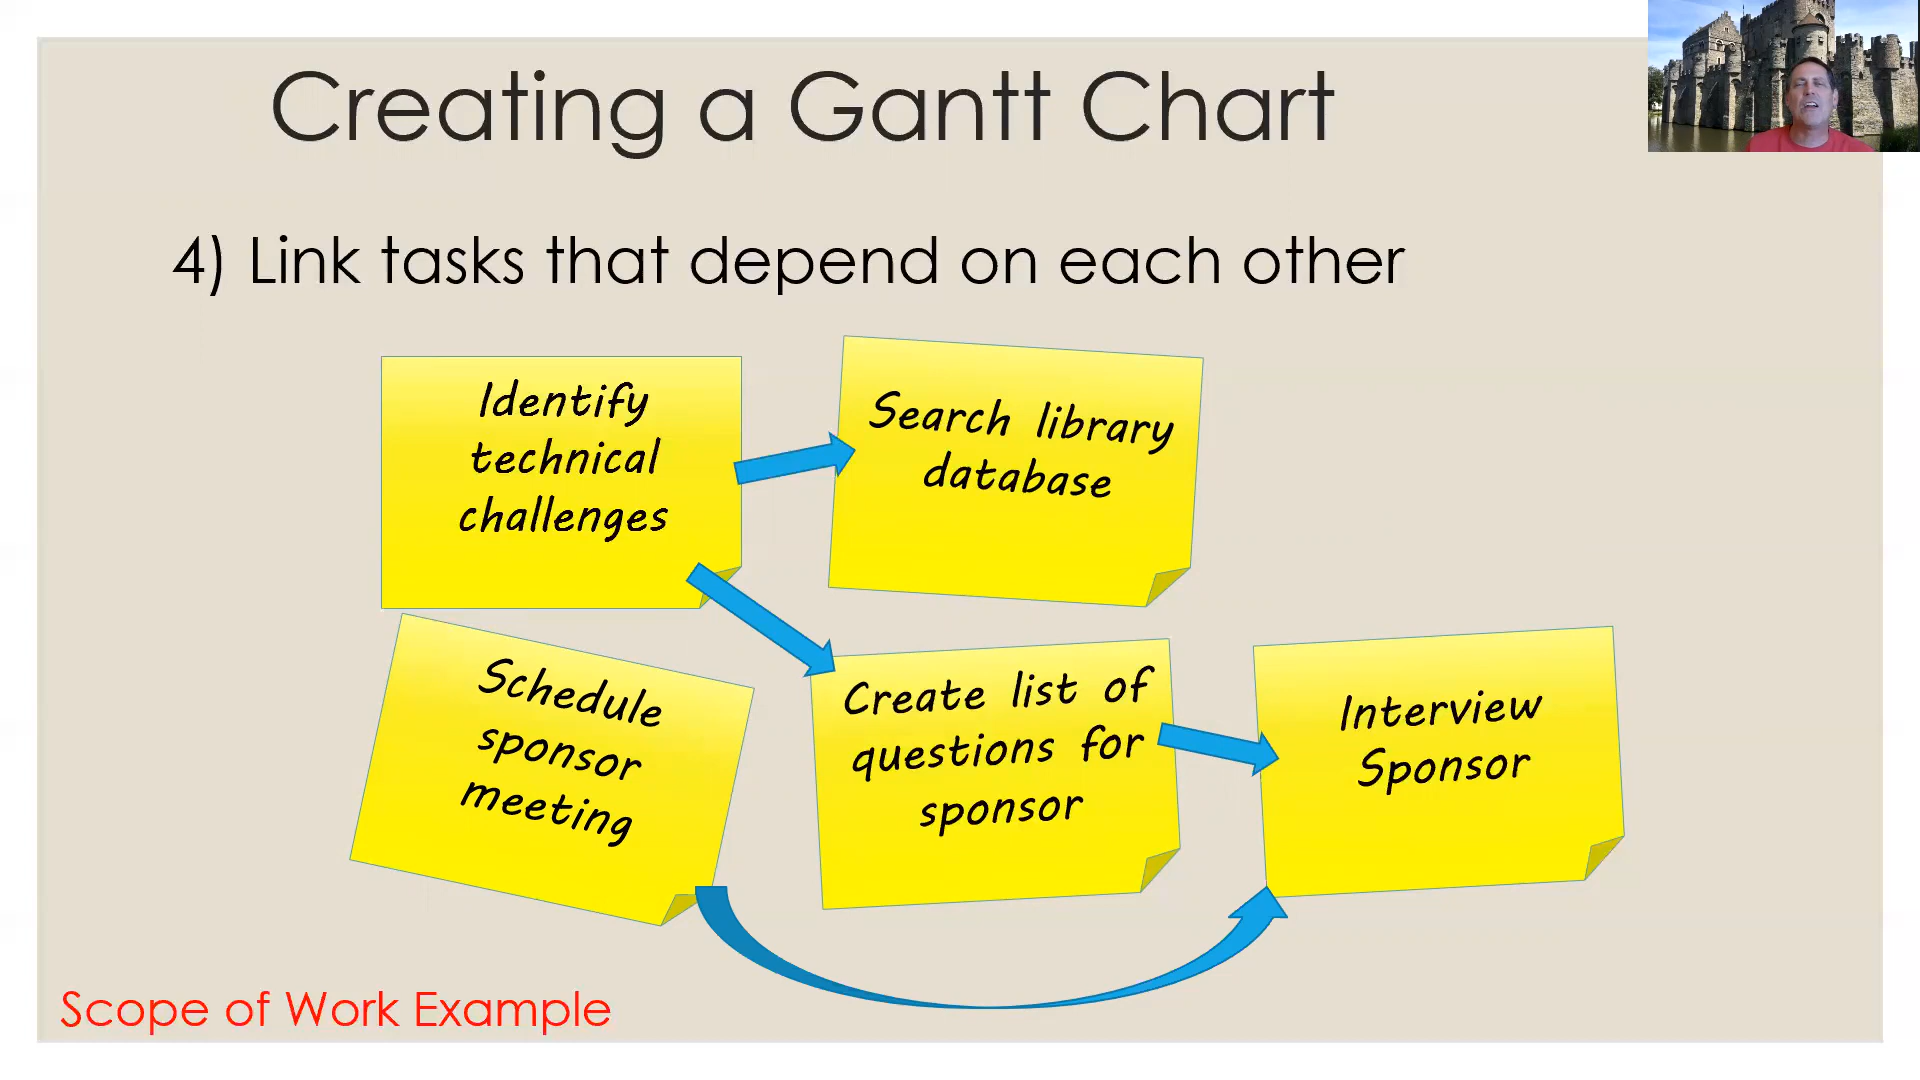 Creating a Gantt Chart
4) Link tasks that depend on each other
Identify
technical
challenges
Search library
database
Schedule
sponsor
meeting
Create list of
questions for
sponsor
Interview
Sponsor
Scope of Work Example